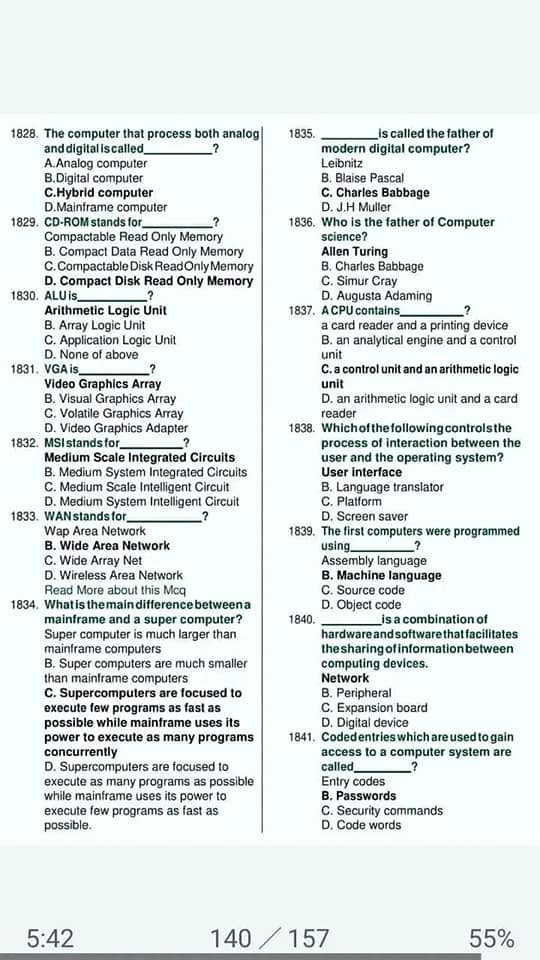 1828. The computer that process both analog
and digital is called__________?
A.Analog computer
B.Digital computer
C.Hybrid computer
D.Mainframe computer
1829. CD-ROM stands for__________?
Compactable Read Only Memory
B. Compact Data Read Only Memory
C. Compactable Disk Read Only Memory
D. Compact Disk Read Only Memory
1830. ALU is__________?
Arithmetic Logic Unit
B. Array Logic Unit
C. Application Logic Unit
D. None of above
1831. VGA is__________?
Video Graphics Array
B. Visual Graphics Array
C. Volatile Graphics Array
D. Video Graphics Adapter
1832. MSI stands for_________?
Medium Scale Integrated Circuits
B. Medium System Integrated Circuits
C. Medium Scale Intelligent Circuit
D. Medium System Intelligent Circuit
1833. WAN stands for__________?
Wap Area Network
B. Wide Area Network
C. Wide Array Net
D. Wireless Area Network
Read More about this Mcq
1834. What is the main difference between a
mainframe and a super computer?
Super computer is much larger than
mainframe computers
B. Super computers are much smaller
than mainframe computers
C. Supercomputers are focused to
execute few programs as fast as
possible while mainframe uses its
power to execute as many programs
concurrently
D. Supercomputers are focused to
execute as many programs as possible
while mainframe uses its power to
execute few programs as fast as
possible.
1835. ________is called the father of
modern digital computer?
Leibnitz
B. Blaise Pascal
C. Charles Babbage
D. J.H Muller
1836. Who is the father of Computer
science?
Allen Turing
B. Charles Babbage
C. Simur Cray
D. Augusta Adaming
1837. A CPU contains_________?
a card reader and a printing device
B. an analytical engine and a control
unit
C. a control unit and an arithmetic logic
unit
D. an arithmetic logic unit and a card
reader
1838. Which of the following controls the
process of interaction between the
user and the operating system?
User interface
B. Language translator
C. Platform
D. Screen saver
1839. The first computers were programmed
using_________?
Assembly language
B. Machine language
C. Source code
D. Object code
1840. _________is a combination of
hardware and software that facilitates
the sharing of information between
computing devices.
Network
B. Peripheral
C. Expansion board
D. Digital device
1841. Coded entries which are used to gain
access to a computer system are
called________?
Entry codes
B. Passwords
C. Security commands
D. Code words
5:42 140 / 157 55%